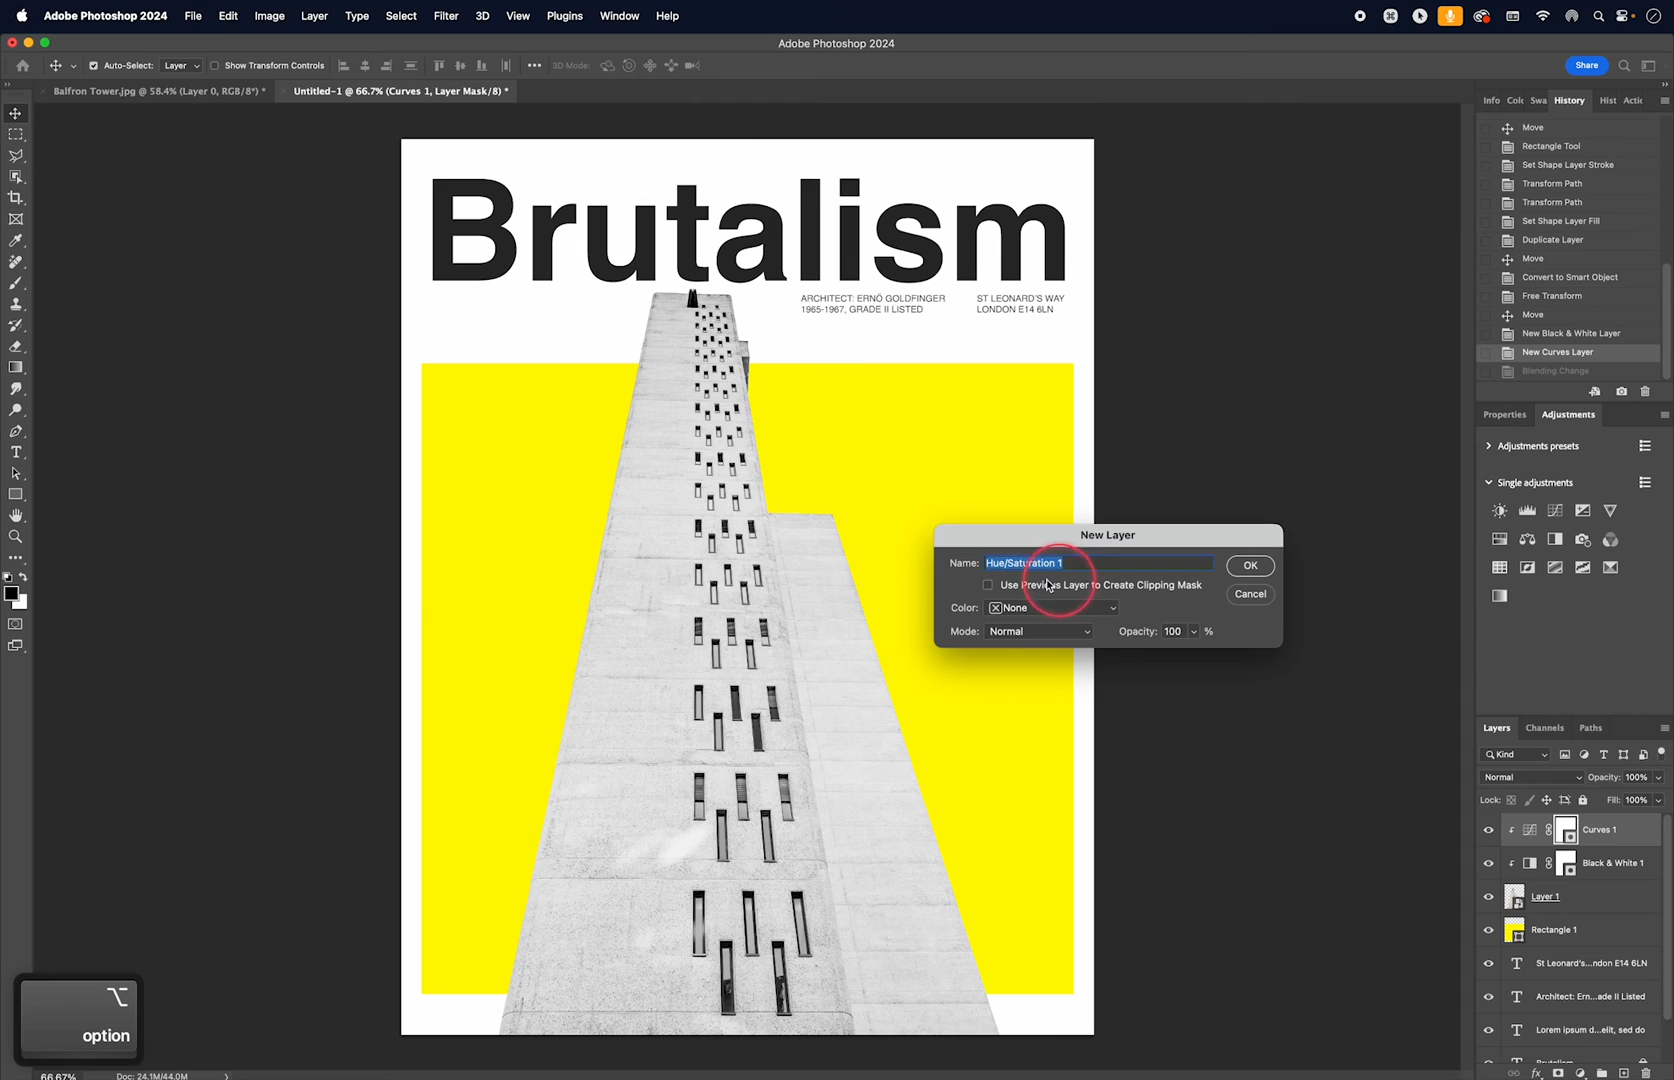 Adobe Photoshop 2024 File Edit Image Layer Type Select Filter 3D View Plugins Window Help
Adobe Photoshop 2024
Auto-Select: Layer Show Transform Controls 3D Mode: Share
Balfron Tower.jpg @ 58.4% (Layer 0, RGB/8*) * Untitled-1 @ 66.7% (Curves 1, Layer Mask/8) *
Info Swa History Hist Actic
Move
Rectangle Tool
Set Shape Layer Stroke
Transform Path
Transform Path
Set Shape Layer Fill
Duplicate Layer
Move
Convert to Smart Object
Free Transform
Move
New Black & White Layer
New Curves Layer
Blending Change
Properties Adjustments
Adjustments presets
Single adjustments
Brutalism
ARCHITECT: ERNÖ GOLDFINGER
1965-1967, GRADE II LISTED
ST LEONARD'S WAY
LONDON E14 6LN
New Layer
Name: Hue/Saturation 1 OK
Use Previous Layer to Create Clipping Mask
Cancel
Color: None
Mode: Normal Opacity: 100 %
Layers Channels Paths
Kind
Normal Opacity: 100%
Lock: Fill: 100%
Curves 1
Black & White 1
Layer 1
Rectangle 1
St Leonard's...ndon E14 6LN
Architect: Ern...ade II Listed
Lorem ipsum d...elit, sed do
Brutalism
option
66.67% Doc: 24.1M/44.0M